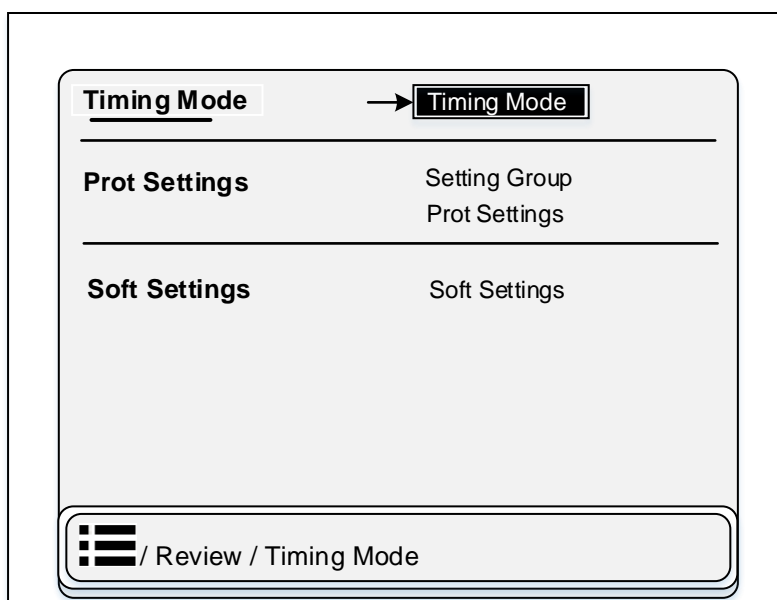 Timing Mode Timing Mode
Prot Settings Setting Group
Prot Settings
Soft Settings Soft Settings
/ Review / Timing Mode